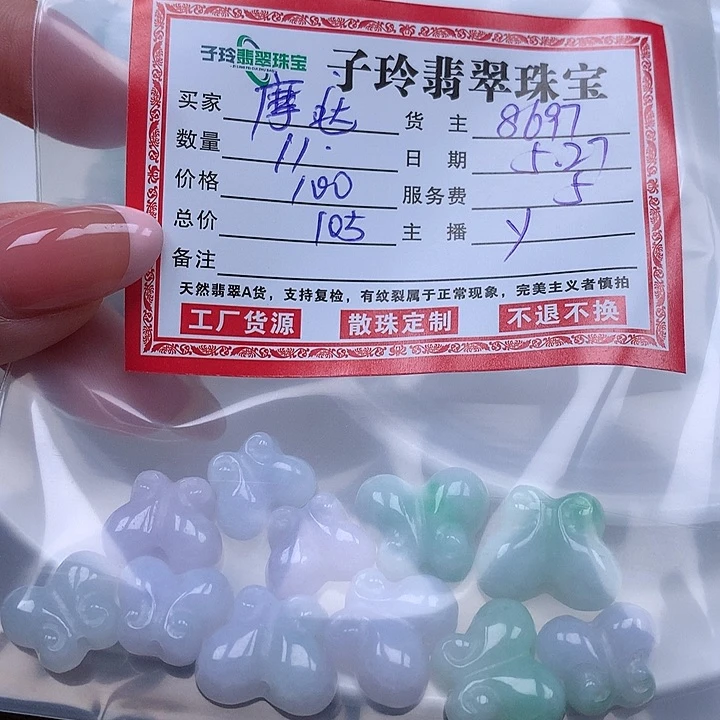 子玲翡翠珠宝 子玲翡翠珠宝
买家 摩 货 主 8697
数量 11. 日 期 5.27
价格 100 服务费 5
总价 105 主 播 y
备注
天然翡翠A货，支持复检，有纹裂属于正常现象，完美主义者慎拍
工厂货源 散珠定制 不退不换